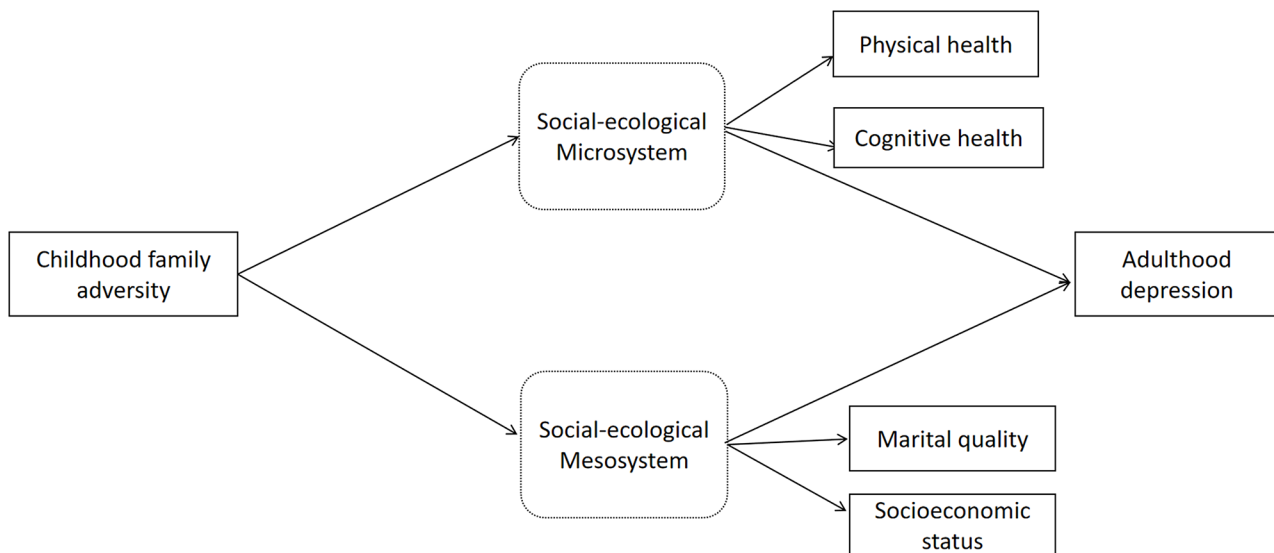 Physical health
Social-ecological
Microsystem
Cognitive health
Childhood family
adversity
Adulthood
depression
Social-ecological
Mesosystem
Marital quality
Socioeconomic
status